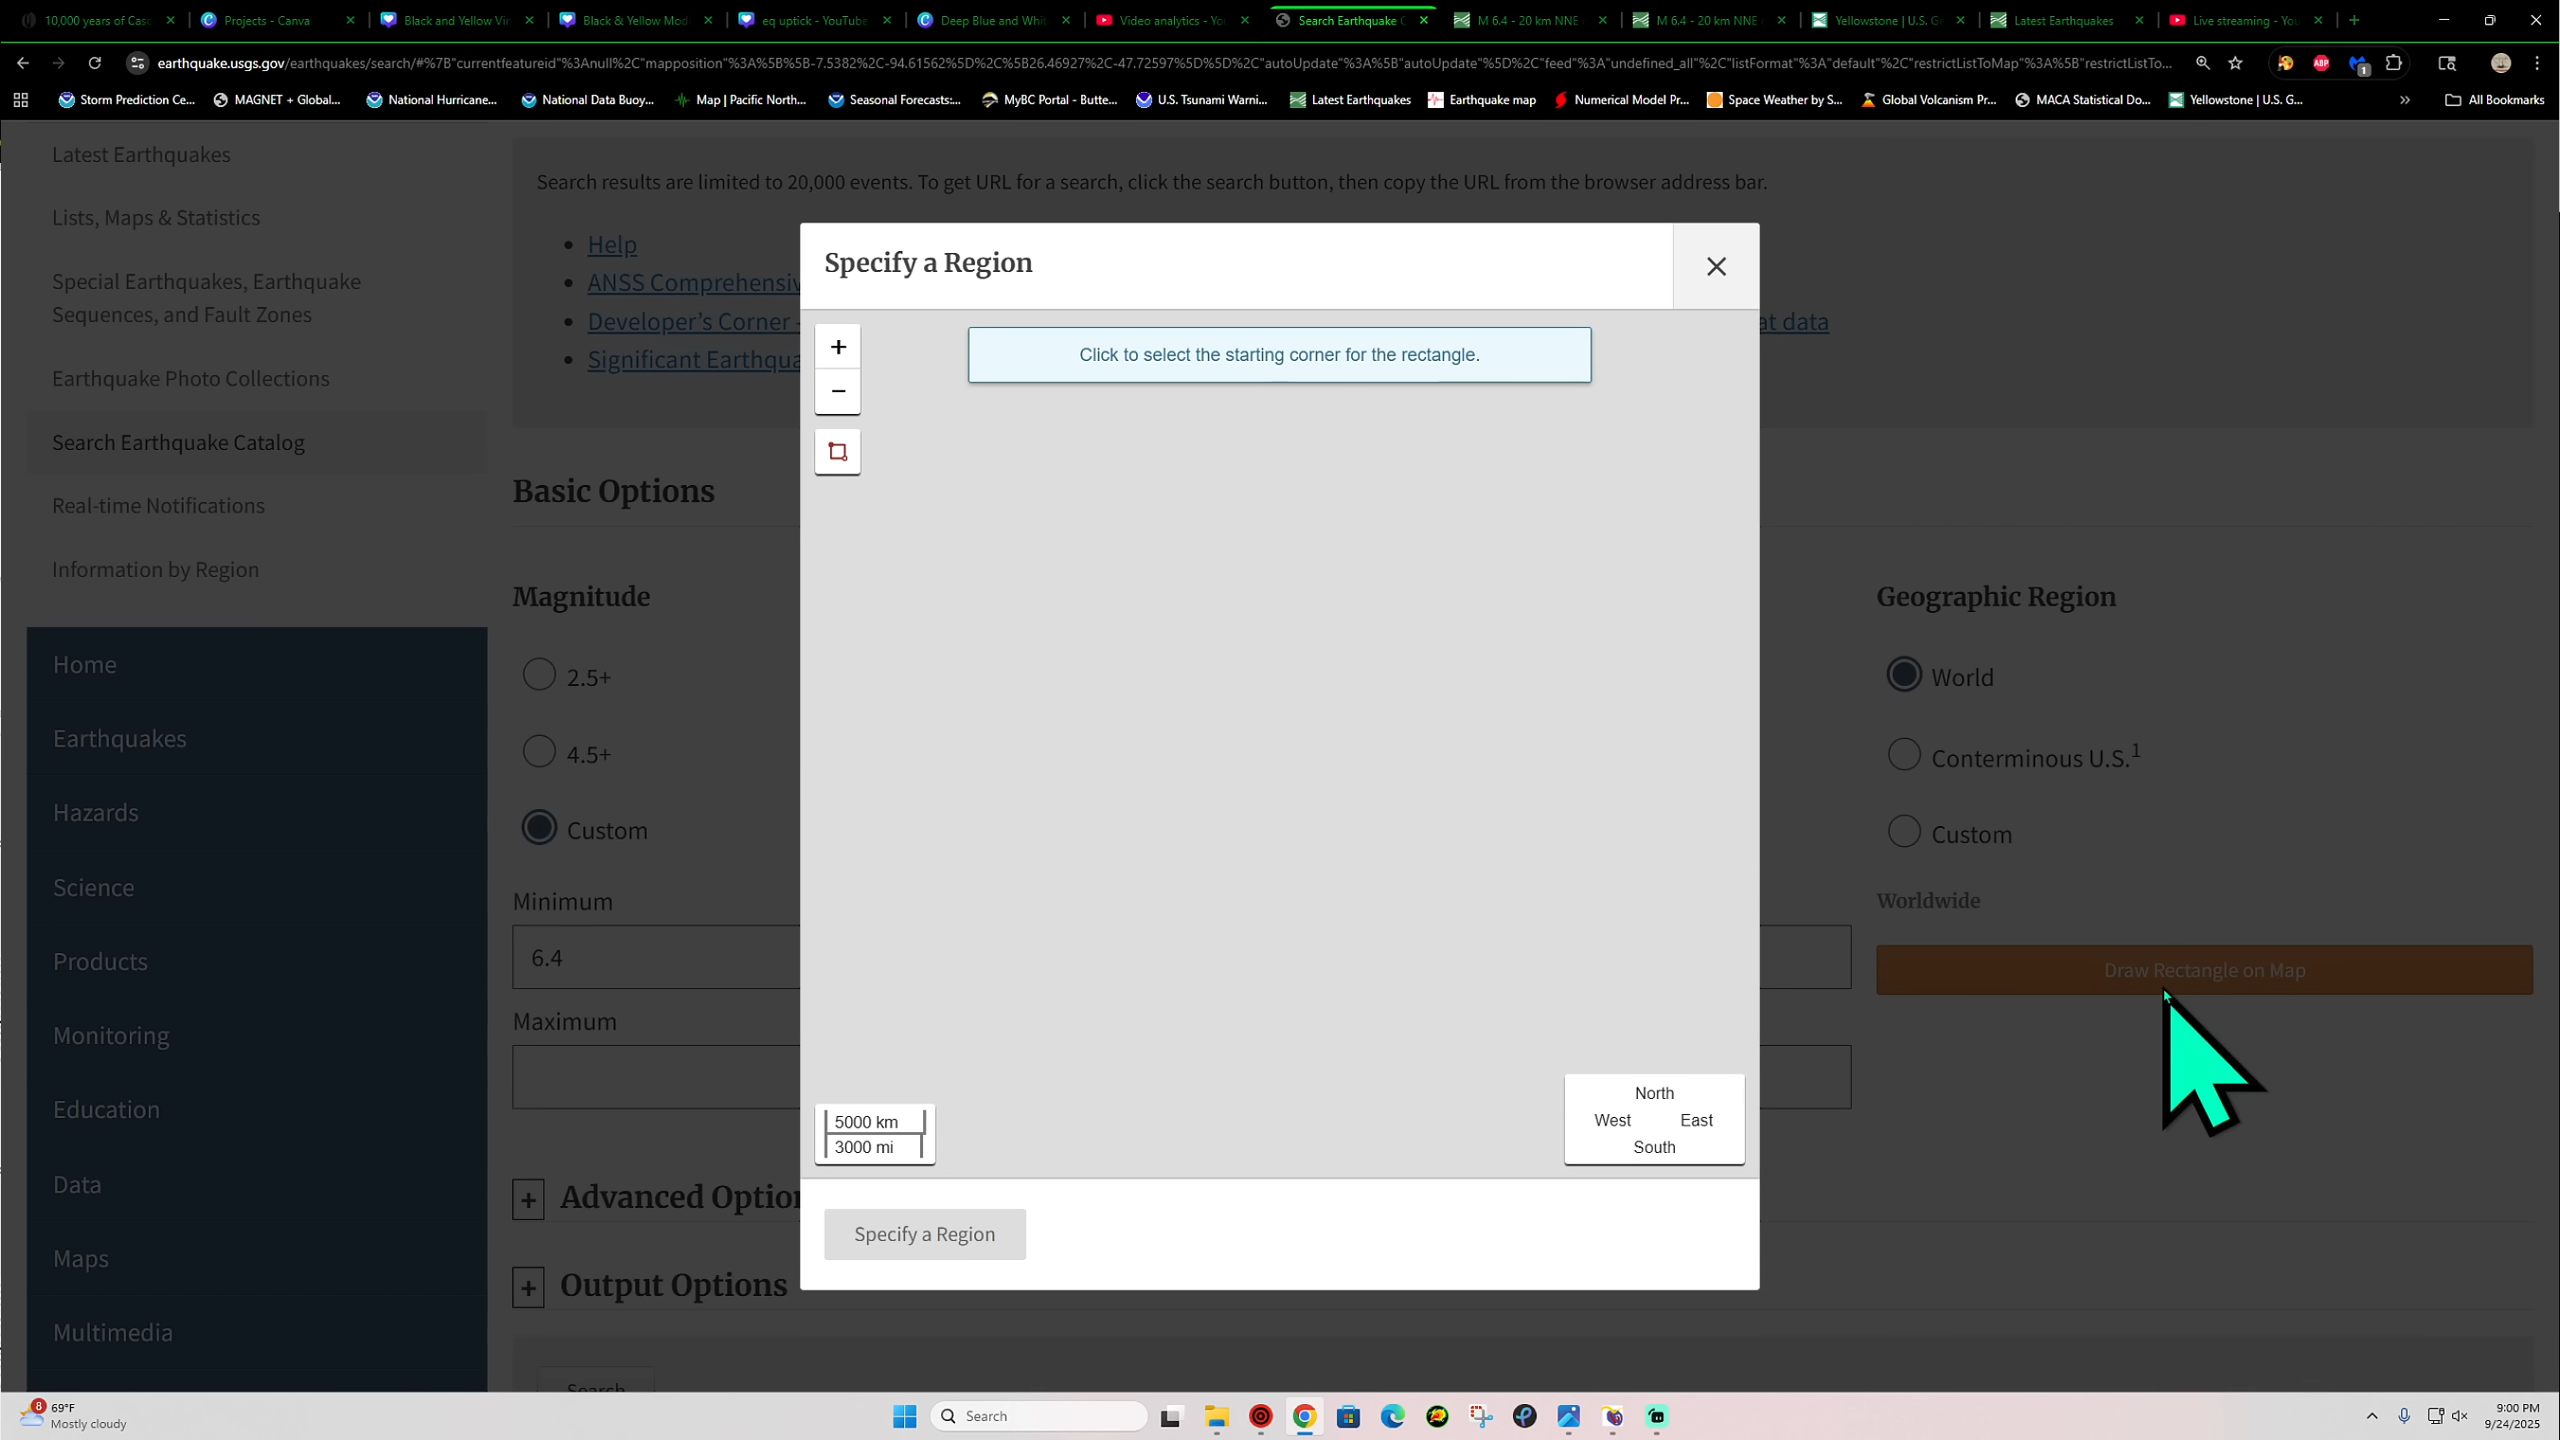 10,000 years of Casc
Projects - Canva
Black and Yellow Vir
Black & Yellow Mod
eq uptick - YouTube
Deep Blue and Whit
Video analytics - Yo
Search Earthquake C
M 6.4 - 20 km NNE
M 6.4 - 20 km NNE
Yellowstone | U.S. G
Latest Earthquakes
Live streaming - You
earthquake.usgs.gov/earthquakes/search/#%7B"currentfeatureid"%3Anull%2C"mapposition"%3A%5B%5B-7.5382%2C-94.61562%5D%2C%5B26.46927%2C-47.72597%5D%5D%2C"autoUpdate"%3A%5B"autoUpdate"%5D%2C"feed"%3A"undefined_all"%2C"listFormat"%3A"default"%2C"restrictListToMap"%3A%5B"restrictListTo...
ABP
1
Storm Prediction Ce...
MAGNET + Global...
National Hurricane...
National Data Buoy...
Map | Pacific North...
Seasonal Forecasts:...
MyBC Portal - Butte...
U.S. Tsunami Warni...
Latest Earthquakes
Earthquake map
Numerical Model Pr...
Space Weather by S...
Global Volcanism Pr...
MACA Statistical Do...
Yellowstone | U.S. G...
»
All Bookmarks
Latest Earthquakes
Lists, Maps & Statistics
Special Earthquakes, Earthquake
Sequences, and Fault Zones
Earthquake Photo Collections
Search Earthquake Catalog
Real-time Notifications
Information by Region
Home
Earthquakes
Hazards
Science
Products
Monitoring
Education
Data
Maps
Multimedia
Search results are limited to 20,000 events. To get URL for a search, click the search button, then copy the URL from the browser address bar.
• Help
• ANSS Comprehensiv
• Developer's Corner -
at data
• Significant Earthqua
Basic Options
Magnitude
2.5+
4.5+
Custom
Minimum
6.4
Maximum
+ Advanced Option
+ Output Options
Search
Specify a Region
×
+
−
Click to select the starting corner for the rectangle.
5000 km
3000 mi
North
West East
South
Specify a Region
Geographic Region
World
Conterminous U.S.1
Custom
Worldwide
Draw Rectangle on Map
8
69°F
Mostly cloudy
Search
9:00 PM
9/24/2025